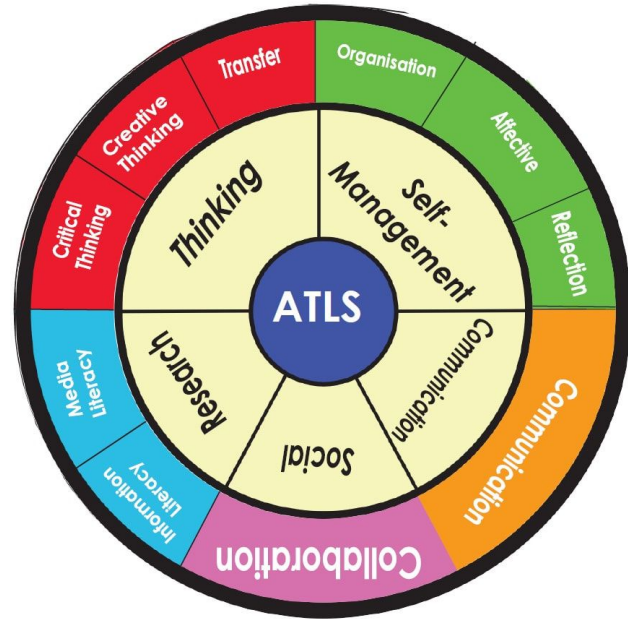 Transfer
Organisation
Affective
Reflection
Communication
Collaboration
Information
Literacy
Media
Literacy
Critical
Thinking
Creative
Thinking
Thinking
Self-
Management
Communication
Social
Research
ATLS